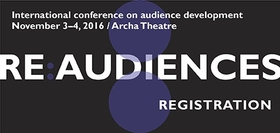 International conference on audience development
November 3–4, 2016 / Archa Theatre
RE:AUDIENCES
REGISTRATION